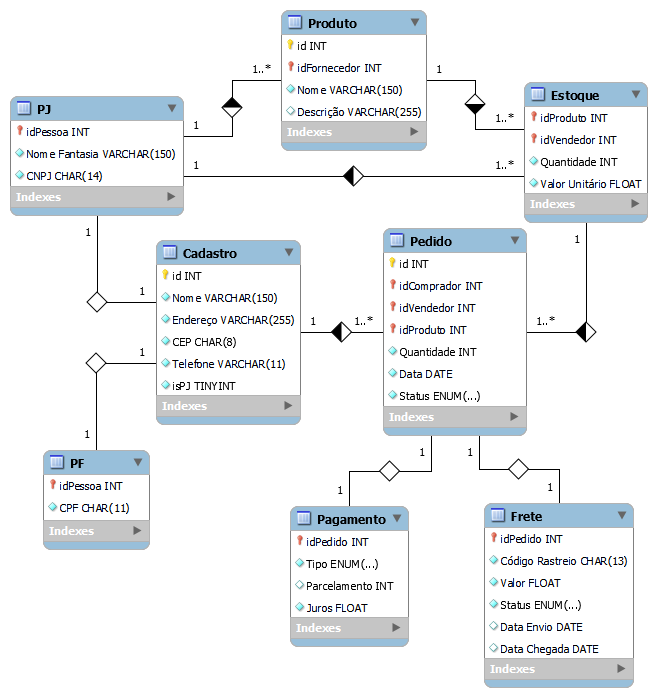 Produto
id INT
idFornecedor INT
Nome VARCHAR(150)
Descrição VARCHAR(255)
Indexes
1..*
1
1
1..*
PJ
idPessoa INT
Nome Fantasia VARCHAR(150)
CNPJ CHAR(14)
Indexes
1
1..*
1
Estoque
idProduto INT
idVendedor INT
Quantidade INT
Valor Unitário FLOAT
Indexes
1
1..*
Cadastro
id INT
Nome VARCHAR(150)
Endereço VARCHAR(255)
CEP CHAR(8)
Telefone VARCHAR(11)
isPJ TINYINT
Indexes
1
1
1
1..*
Pedido
id INT
idComprador INT
idVendedor INT
idProduto INT
Quantidade INT
Data DATE
Status ENUM(...)
Indexes
1
1
1
PF
idPessoa INT
CPF CHAR(11)
Indexes
1
1
Pagamento
idPedido INT
Tipo ENUM(...)
Parcelamento INT
Juros FLOAT
Indexes
1
Frete
idPedido INT
Código Rastreio CHAR(13)
Valor FLOAT
Status ENUM(...)
Data Envio DATE
Data Chegada DATE
Indexes